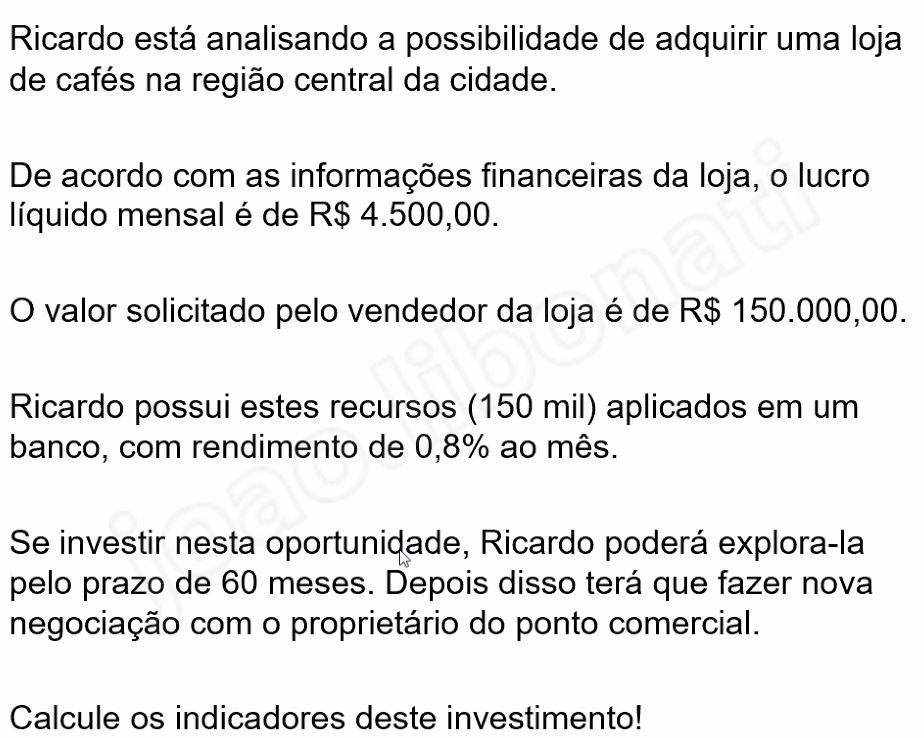 Ricardo está analisando a possibilidade de adquirir uma loja
de cafés na região central da cidade.
De acordo com as informações financeiras da loja, o lucro
líquido mensal é de R$ 4.500,00.
O valor solicitado pelo vendedor da loja é de R$ 150.000,00.
Ricardo possui estes recursos (150 mil) aplicados em um
banco, com rendimento de 0,8% ao mês.
Se investir nesta oportunidade, Ricardo poderá explora-la
pelo prazo de 60 meses. Depois disso terá que fazer nova
negociação com o proprietário do ponto comercial.
Calcule os indicadores deste investimento!
joao.libonati